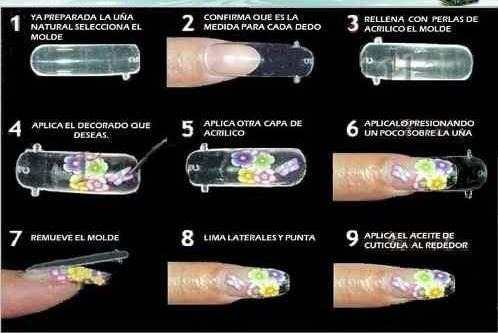 1 YA PREPARADA LA UÑA
NATURAL SELECCIONA EL
MOLDE
2 CONFIRMA QUE ES LA
MEDIDA PARA CADA DEDO
3 RELLENA CON PERLAS DE
ACRILICO EL MOLDE
4 APLICA EL DECORADO QUE
DESEAS.
5 APLICA OTRA CAPA DE
ACRILICO
6 APLICALO PRESIONANDO
UN POCO SOBRE LA UÑA
7 REMUEVE EL MOLDE
8 LIMA LATERALES Y PUNTA
9 APLICA EL ACEITE DE
CUTICULA AL REDEDOR